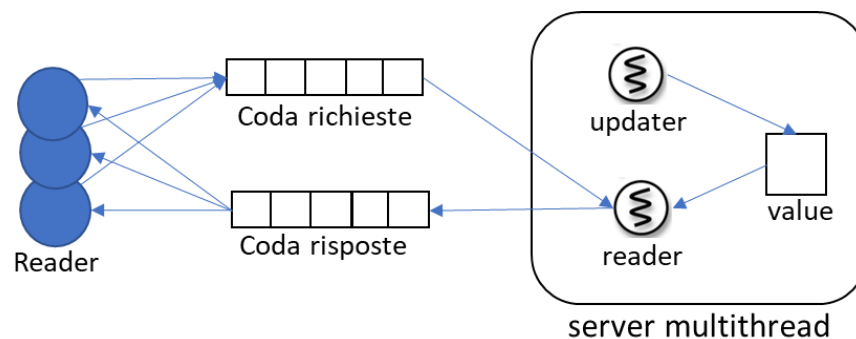 Coda richieste
updater
Coda risposte
value
Reader
reader
server multithread